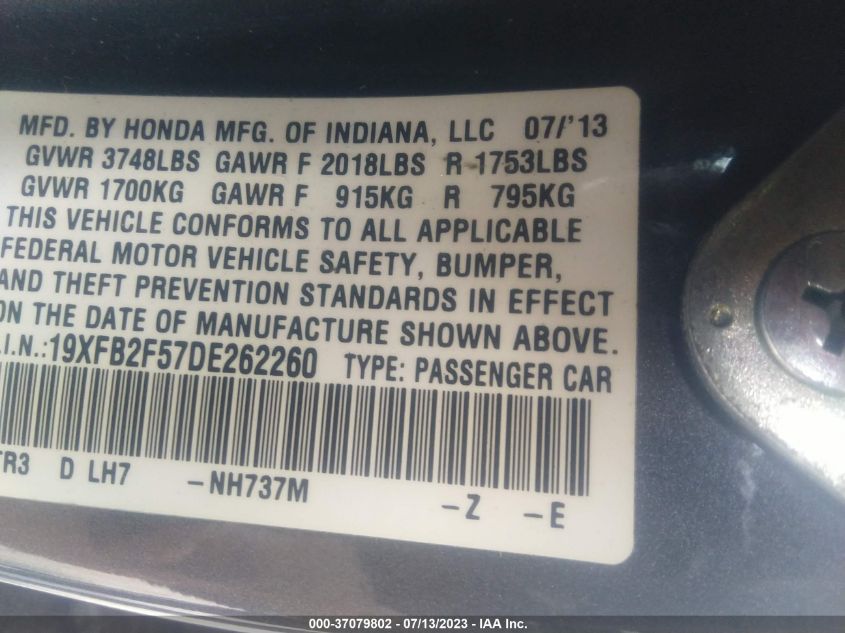 MFD. BY HONDA MFG. OF INDIANA, LLC 07/'13
GVWR 3748LBS GAWR F 2018LBS R 1753LBS
GVWR 1700KG GAWR F 915KG R 795KG
THIS VEHICLE CONFORMS TO ALL APPLICABLE
FEDERAL MOTOR VEHICLE SAFETY, BUMPER,
AND THEFT PREVENTION STANDARDS IN EFFECT
ON THE DATE OF MANUFACTURE SHOWN ABOVE.
.I.N.:19XFB2F57DE262260 TYPE: PASSENGER CAR
TR3 D LH7 -NH737M -Z -E
000-37079802 - 07/13/2023 - IAA Inc.